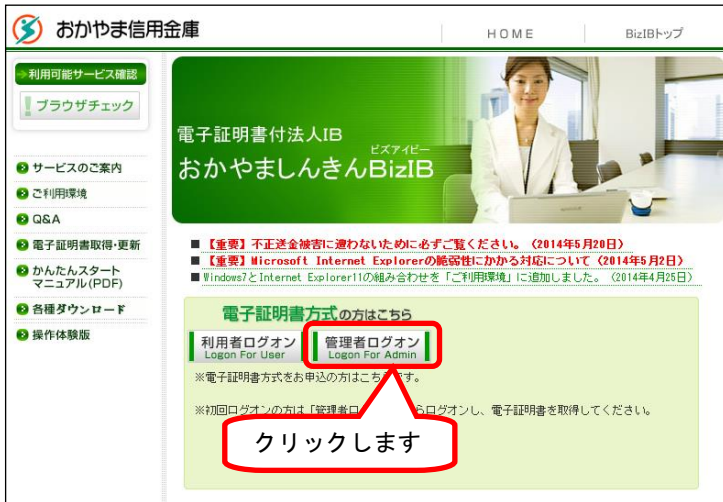 おかやま信用金庫
HOME
BizIBトップ
利用可能サービス確認
ブラウザチェック
サービスのご案内
ご利用環境
Q&A
電子証明書取得・更新
かんたんスタート
マニュアル(PDF)
各種ダウンロード
操作体験版
電子証明書付法人IB
ビズアイビー
おかやましんきんBizIB
■【重要】不正送金被害に遭わないために必ずご覧ください。(2014年5月20日)
■【重要】Microsoft Internet Explorerの脆弱性にかかる対応について(2014年5月2日)
■Windows7とInternet Explorer11の組み合わせを「ご利用環境」に追加しました。(2014年4月25日)
電子証明書方式の方はこちら
利用者ログオン
Logon For User
管理者ログオン
Logon For Admin
※電子証明書方式をお申込の方はこちらです。
※初回ログオンの方は「管理者ロ らログオンし、電子証明書を取得してください。
クリックします